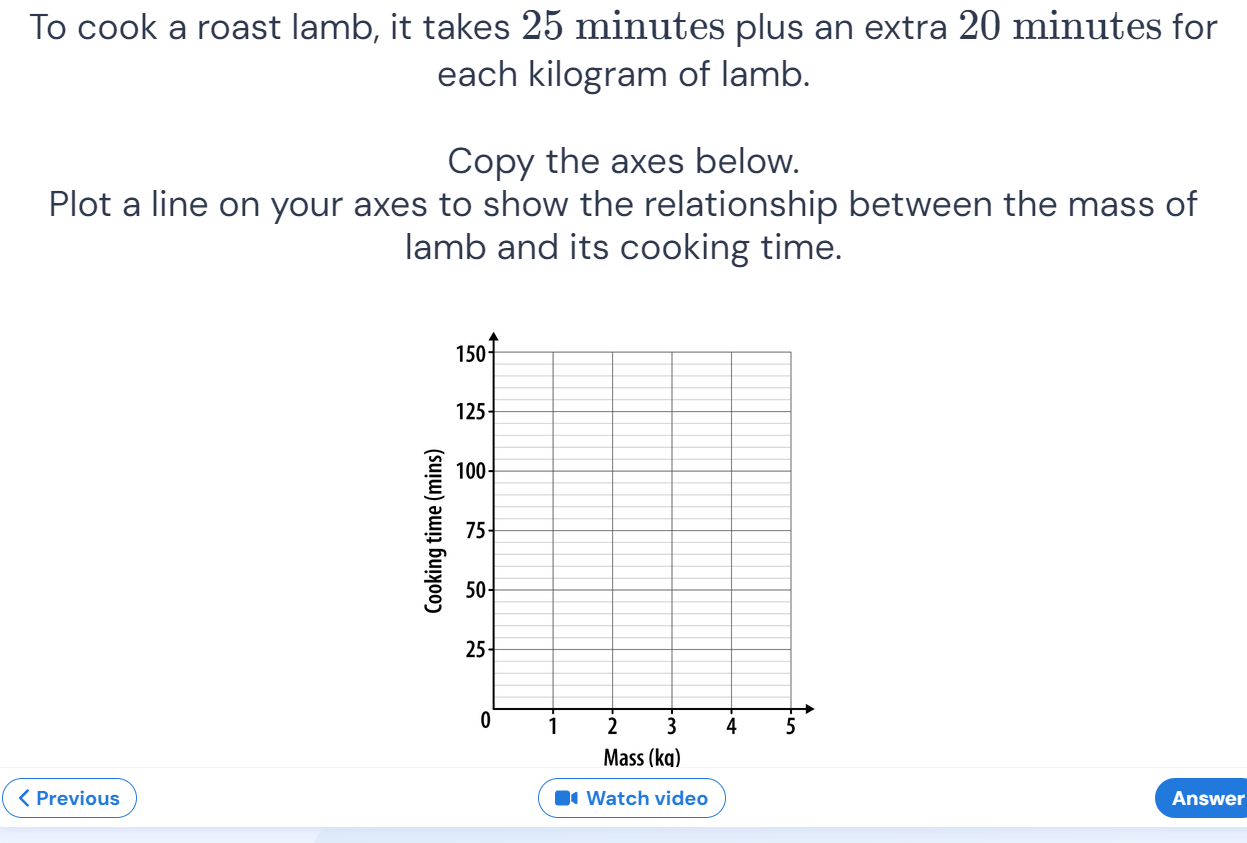 To cook a roast lamb, it takes 25 minutes plus an extra 20 minutes for
each kilogram of lamb.
Copy the axes below.
Plot a line on your axes to show the relationship between the mass of
lamb and its cooking time.
Cooking time (mins)
150
125
100
75
50
25
0 1 2 3 4 5
Mass (kg)
Previous
Watch video
Answer